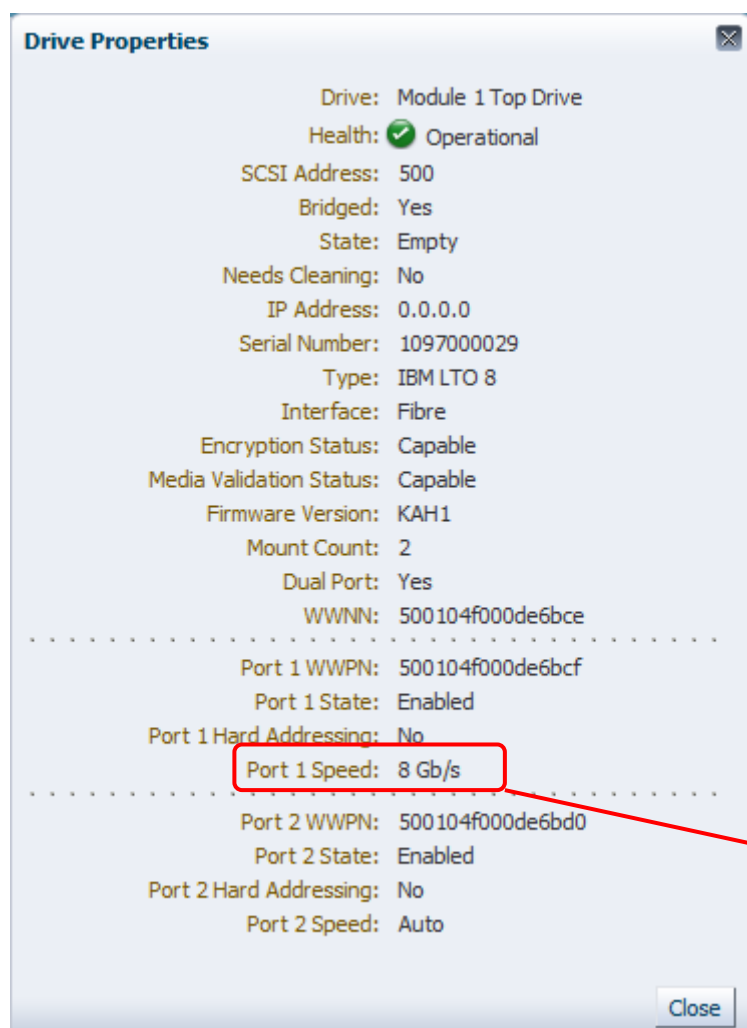 Drive Properties
Drive: Module 1 Top Drive
Health: Operational
SCSI Address: 500
Bridged: Yes
State: Empty
Needs Cleaning: No
IP Address: 0.0.0.0
Serial Number: 1097000029
Type: IBM LTO 8
Interface: Fibre
Encryption Status: Capable
Media Validation Status: Capable
Firmware Version: KAH1
Mount Count: 2
Dual Port: Yes
WWNN: 500104f000de6bce
Port 1 WWPN: 500104f000de6bcf
Port 1 State: Enabled
Port 1 Hard Addressing: No
Port 1 Speed: 8 Gb/s
Port 2 WWPN: 500104f000de6bd0
Port 2 State: Enabled
Port 2 Hard Addressing: No
Port 2 Speed: Auto
Close